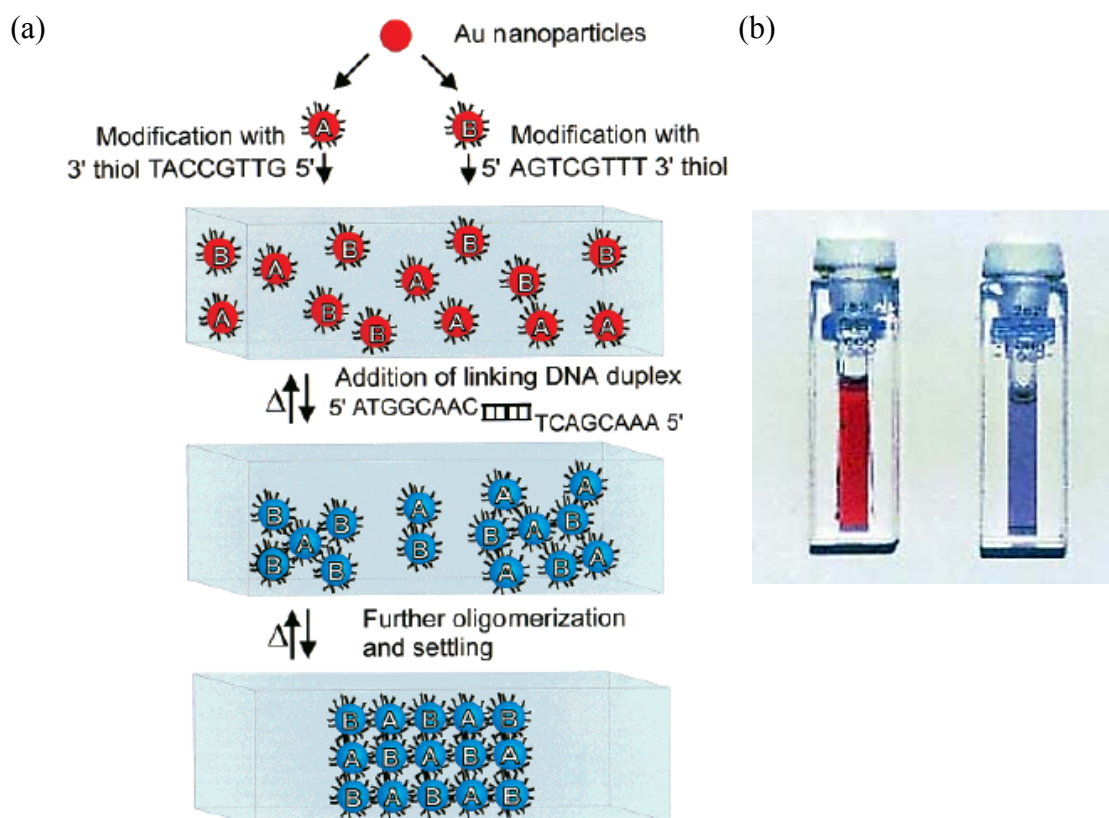 (a)
(b)
Au nanoparticles
A
B
Modification with
3' thiol TACCGTTG 5'
Modification with
5' AGTCGTTT 3' thiol
B A B A B B B
A B B A A A
Δ
Addition of linking DNA duplex
5' ATGGCAAC
TCAGCAAA 5'
B B A B B
A B
A A B A B A B A
Δ
Further oligomerization
and settling
B A B A B
A B A B A
B A B A B